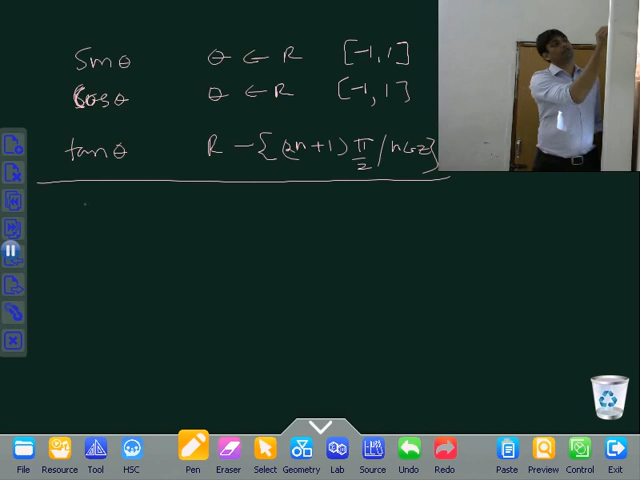 Sinθ θ ∈ R [-1,1]
Cosθ θ ∈ R [-1,1]
tanθ R - {(2n+1) π/2 / n∈z}
File Resource Tool HSC Pen Eraser Select Geometry Lab Source Undo Redo Paste Preview Control Exit